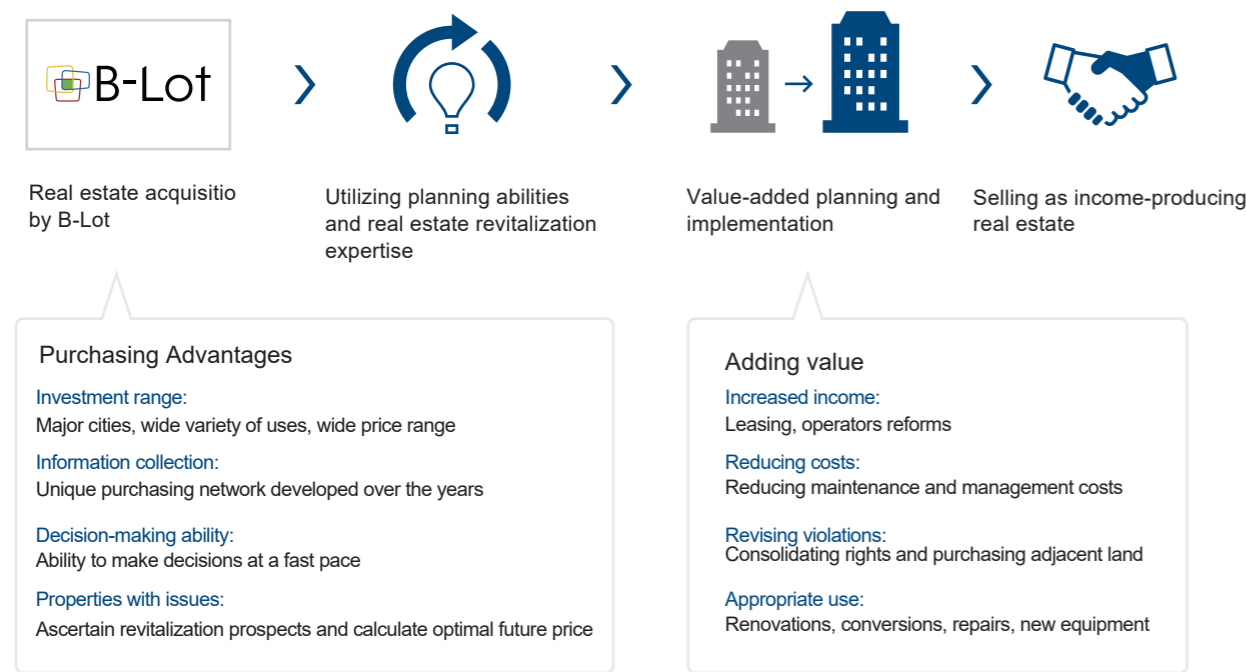 B-Lot
Real estate acquisitio
by B-Lot
Utilizing planning abilities
and real estate revitalization
expertise
Value-added planning and
implementation
Selling as income-producing
real estate
Purchasing Advantages
Investment range:
Major cities, wide variety of uses, wide price range
Information collection:
Unique purchasing network developed over the years
Decision-making ability:
Ability to make decisions at a fast pace
Properties with issues:
Ascertain revitalization prospects and calculate optimal future price
Adding value
Increased income:
Leasing, operators reforms
Reducing costs:
Reducing maintenance and management costs
Revising violations:
Consolidating rights and purchasing adjacent land
Appropriate use:
Renovations, conversions, repairs, new equipment